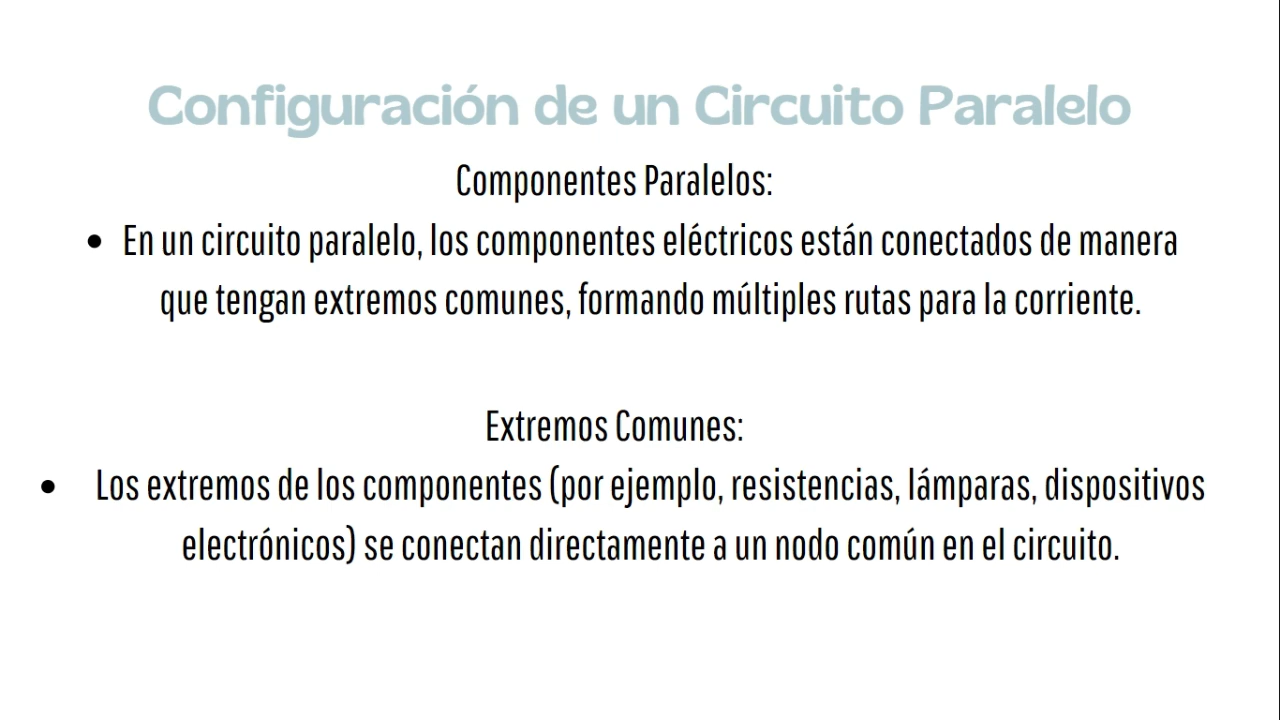 Configuración de un Circuito Paralelo
Componentes Paralelos:
• En un circuito paralelo, los componentes eléctricos están conectados de manera
que tengan extremos comunes, formando múltiples rutas para la corriente.
Extremos Comunes:
• Los extremos de los componentes (por ejemplo, resistencias, lámparas, dispositivos
electrónicos) se conectan directamente a un nodo común en el circuito.